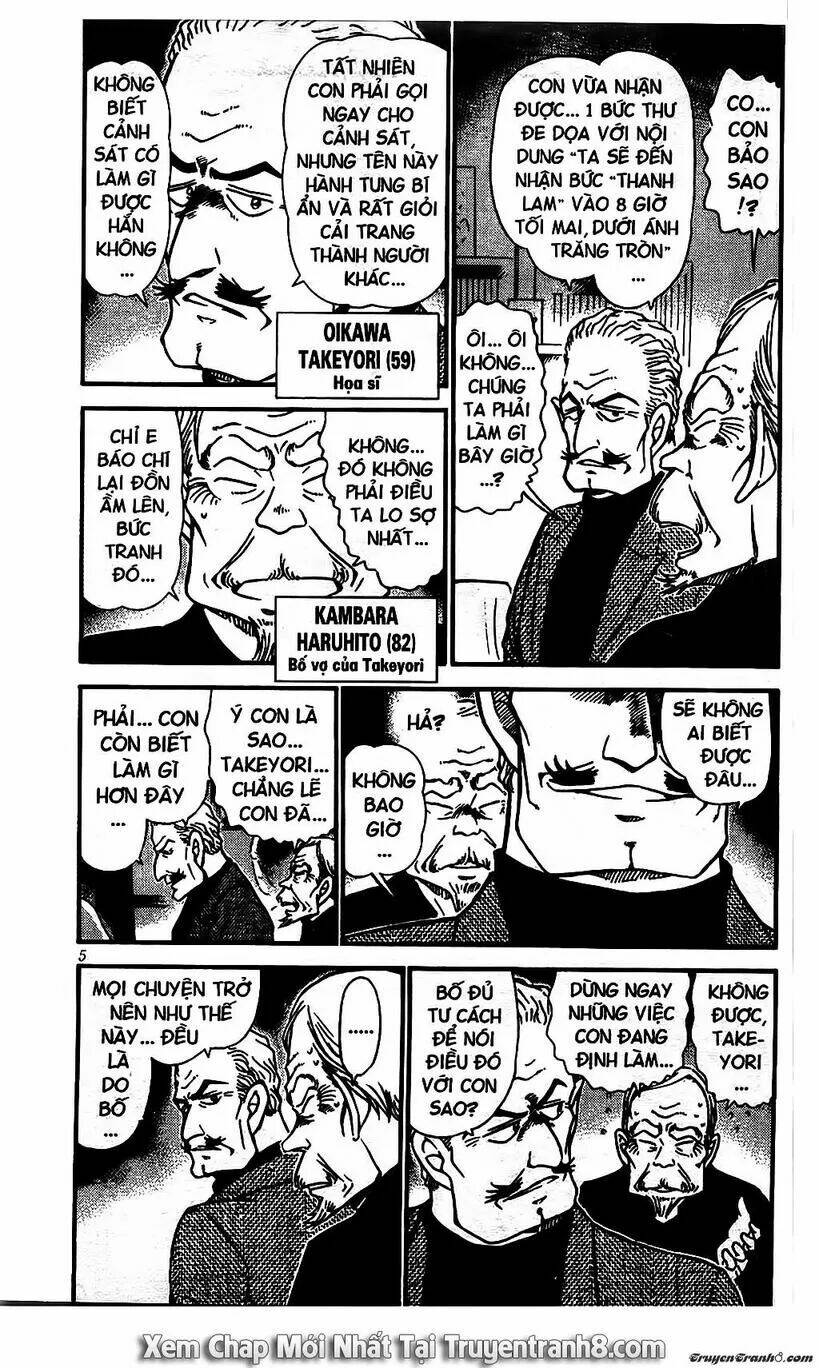 CO...
CON
BẢO
SAO
!?
CON VỪA NHẬN
ĐƯỢC... 1 BỨC THƯ
ĐE DỌA VỚI NỘI
DUNG "TA SẼ ĐẾN
NHẬN BỨC "THANH
LAM" VÀO 8 GIỜ
TỐI MAI, DƯỚI ÁNH
TRĂNG TRÒN"
...
ÔI... ÔI
KHÔNG...
CHÚNG
TA PHẢI
LÀM GÌ
BÂY GIỜ
...?
TẤT NHIÊN
CON PHẢI GỌI
NGAY CHO
CẢNH SÁT,
NHƯNG TÊN NÀY
HÀNH TUNG BÍ
ẨN VÀ RẤT GIỎI
CẢI TRANG
THÀNH NGƯỜI
KHÁC...
KHÔNG
BIẾT
CẢNH
SÁT CÓ
LÀM GÌ
ĐƯỢC
HẮN
KHÔNG
...
OIKAWA
TAKEYORI (59)
Họa sĩ
KHÔNG...
ĐÓ KHÔNG
PHẢI ĐIỀU
TA LO SỢ
NHẤT...
CHỈ E
BÁO CHÍ
LẠI ĐỒN
ẦM LÊN,
BỨC
TRANH
ĐÓ...
KAMBARA
HARUHITO (82)
Bố vợ của Takeyori
SẼ KHÔNG
AI BIẾT
ĐƯỢC
ĐÂU...
HẢ?
KHÔNG
BAO
GIỜ
...
Ý CON LÀ
SAO...
TAKEYORI...
CHẲNG LẼ
CON ĐÃ...
PHẢI... CON
CÒN BIẾT
LÀM GÌ
HƠN ĐÂY
...
5
KHÔNG
ĐƯỢC,
TAKE-
YORI
...
DỪNG NGAY
NHỮNG VIỆC
CON ĐANG
ĐỊNH LÀM...
BỐ ĐỦ
TƯ CÁCH
ĐỂ NÓI
ĐIỀU ĐÓ
VỚI CON
SAO?
......
MỌI CHUYỆN TRỞ
NÊN NHƯ THẾ
NÀY... ĐỀU
LÀ
DO
BỐ
...
Xem Chap Mới Nhất Tại Truyentranh8.com
TruyenTranh8.com